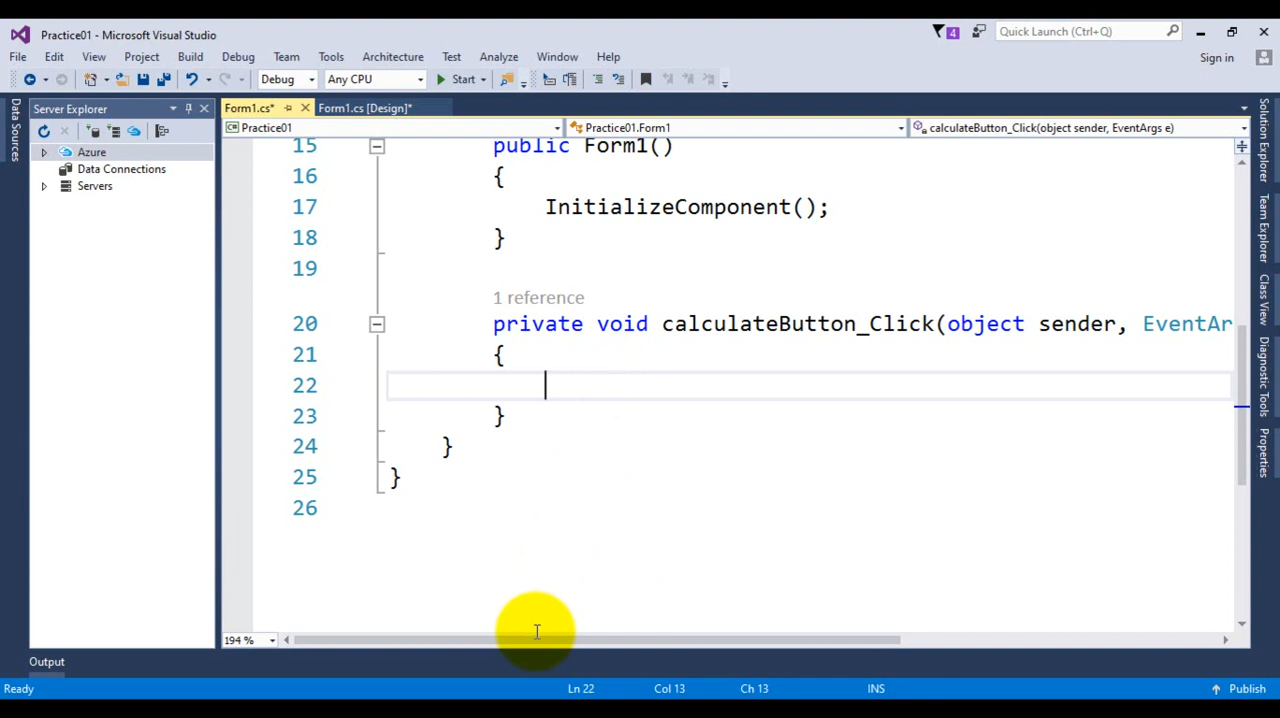 Practice01 - Microsoft Visual Studio
4
Quick Launch (Ctrl+Q)
File Edit View Project Build Debug Team Tools Architecture Test Analyze Window Help
Sign in
Debug Any CPU Start
Server Explorer
Form1.cs* Form1.cs [Design]*
Practice01 Practice01.Form1 calculateButton_Click(object sender, EventArgs e)
Data Sources
Azure
Data Connections
Servers
15 public Form1()
16 {
17 InitializeComponent();
18 }
19
1 reference
20 private void calculateButton_Click(object sender, EventAr
21 {
22
23 }
24 }
25 }
26
Solution Explorer
Team Explorer
Class View
Diagnostic Tools
Properties
194 %
Output
Ready Ln 22 Col 13 Ch 13 INS Publish